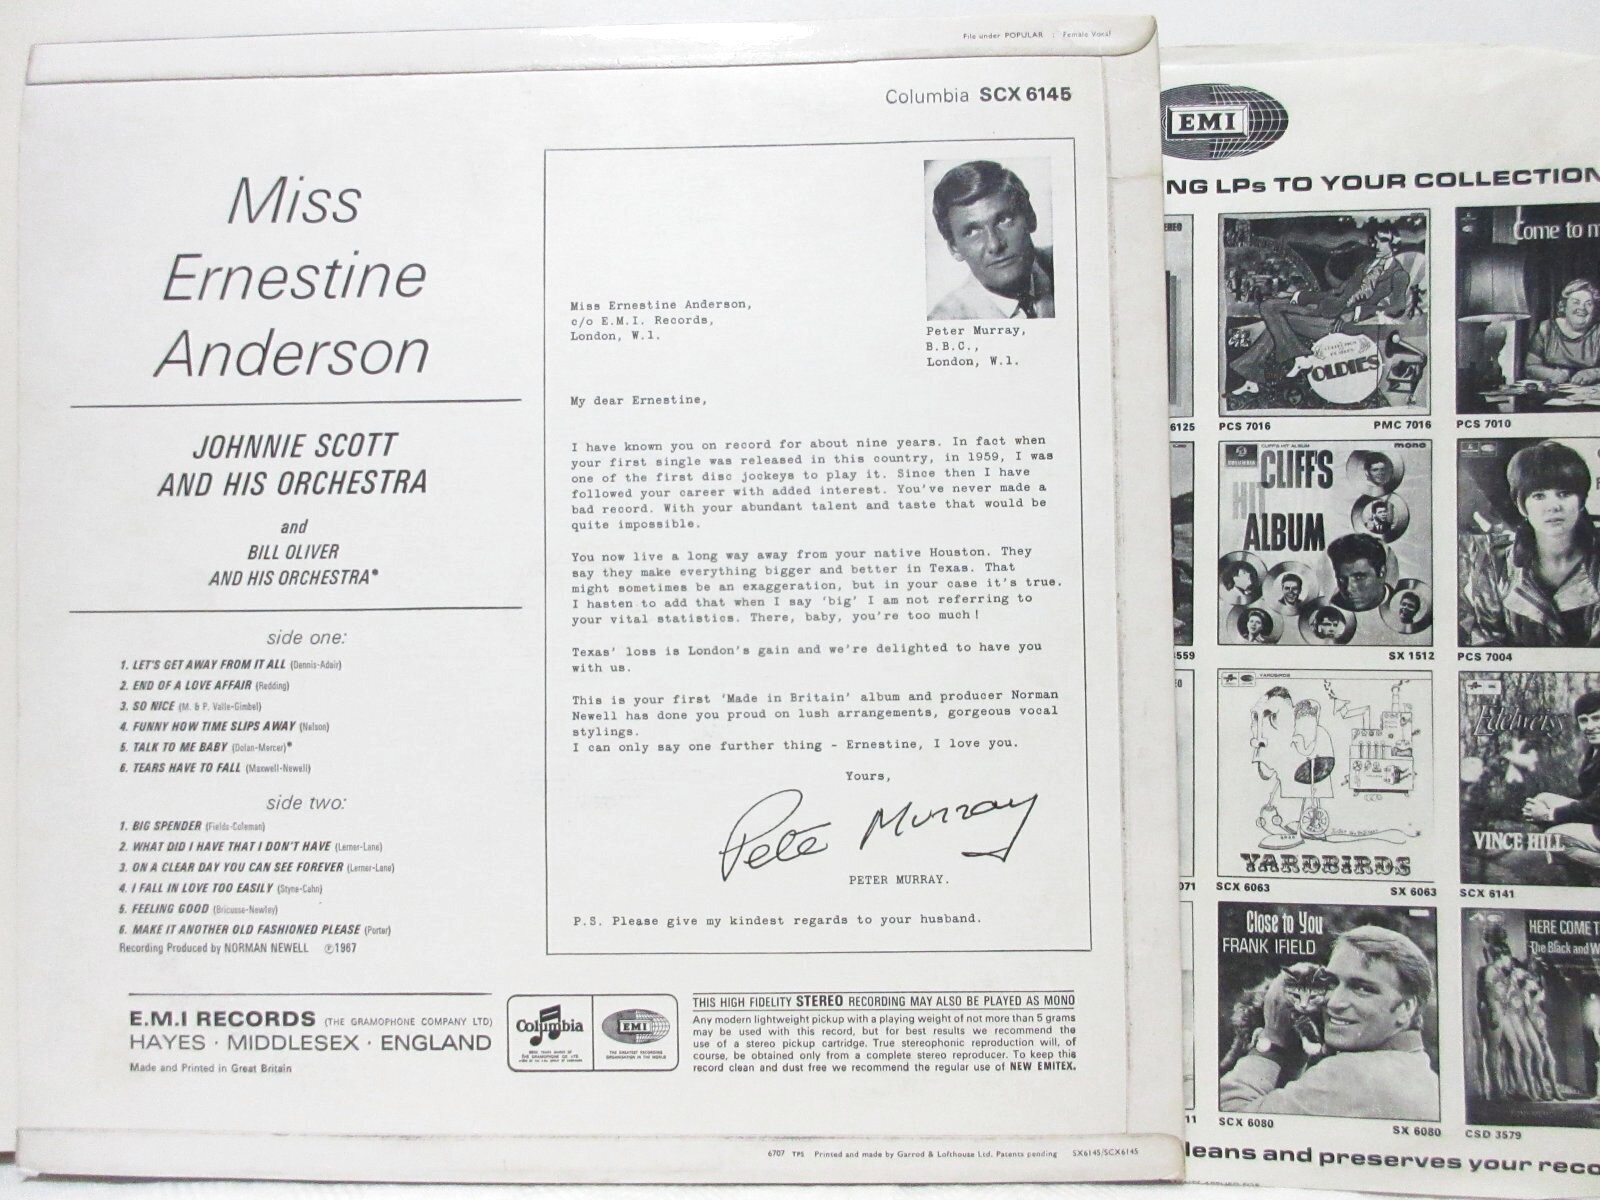 File under POPULAR : Female Vocal
Columbia SCX 6145
Miss
Ernestine
Anderson
JOHNNIE SCOTT
AND HIS ORCHESTRA
and
BILL OLIVER
AND HIS ORCHESTRA*
side one:
1. LET'S GET AWAY FROM IT ALL (Dennis-Adair)
2. END OF A LOVE AFFAIR (Redding)
3. SO NICE (M. & P. Valle-Gimbel)
4. FUNNY HOW TIME SLIPS AWAY (Nelson)
5. TALK TO ME BABY (Dolan-Mercer)*
6. TEARS HAVE TO FALL (Maxwell-Newell)
side two:
1. BIG SPENDER (Fields-Coleman)
2. WHAT DID I HAVE THAT I DON'T HAVE (Lerner-Lane)
3. ON A CLEAR DAY YOU CAN SEE FOREVER (Lerner-Lane)
4. I FALL IN LOVE TOO EASILY (Styne-Cahn)
5. FEELING GOOD (Bricusse-Newley)
6. MAKE IT ANOTHER OLD FASHIONED PLEASE (Porter)
Recording Produced by NORMAN NEWELL ℗1967
Miss Ernestine Anderson,
c/o E.M.I. Records,
London, W.1.
Peter Murray,
B.B.C.,
London, W.1.
My dear Ernestine,
I have known you on record for about nine years. In fact when
your first single was released in this country, in 1959, I was
one of the first disc jockeys to play it. Since then I have
followed your career with added interest. You've never made a
bad record. With your abundant talent and taste that would be
quite impossible.
You now live a long way away from your native Houston. They
say they make everything bigger and better in Texas. That
might sometimes be an exaggeration, but in your case it's true.
I hasten to add that when I say 'big' I am not referring to
your vital statistics. There, baby, you're too much!
Texas' loss is London's gain and we're delighted to have you
with us.
This is your first 'Made in Britain' album and producer Norman
Newell has done you proud on lush arrangements, gorgeous vocal
stylings.
I can only say one further thing - Ernestine, I love you.
Yours,
Pete Murray
PETER MURRAY.
P.S. Please give my kindest regards to your husband.
E.M.I RECORDS (THE GRAMOPHONE COMPANY LTD)
HAYES · MIDDLESEX · ENGLAND
Made and Printed in Great Britain
Columbia
EMI
THE GREATEST RECORDING
ORGANISATION IN THE WORLD
THIS HIGH FIDELITY STEREO RECORDING MAY ALSO BE PLAYED AS MONO
Any modern lightweight pickup with a playing weight of not more than 5 grams
may be used with this record, but for best results we recommend the
use of a stereo pickup cartridge. True stereophonic reproduction will, of
course, be obtained only from a complete stereo reproducer. To keep this
record clean and dust free we recommend the regular use of NEW EMITEX.
6707 TPS Printed and made by Garrod & Lofthouse Ltd. Patents pending SX6145/SCX6145
EMI
NG LPs TO YOUR COLLECTION
OLDIES
Come to m
6125
PCS 7016 PMC 7016
PCS 7010
CLIFF'S HIT ALBUM
mono
CLIFF'S
HIT
ALBUM
3559
SX 1512
PCS 7004
YARDBIRDS
YARDBIRDS
Edelweiss
VINCE HILL
071
SCX 6063 SX 6063
SCX 6141
Close to You
FRANK IFIELD
HERE COME T
The Black and W
11
SCX 6080 SX 6080
CSD 3579
leans and preserves your reco